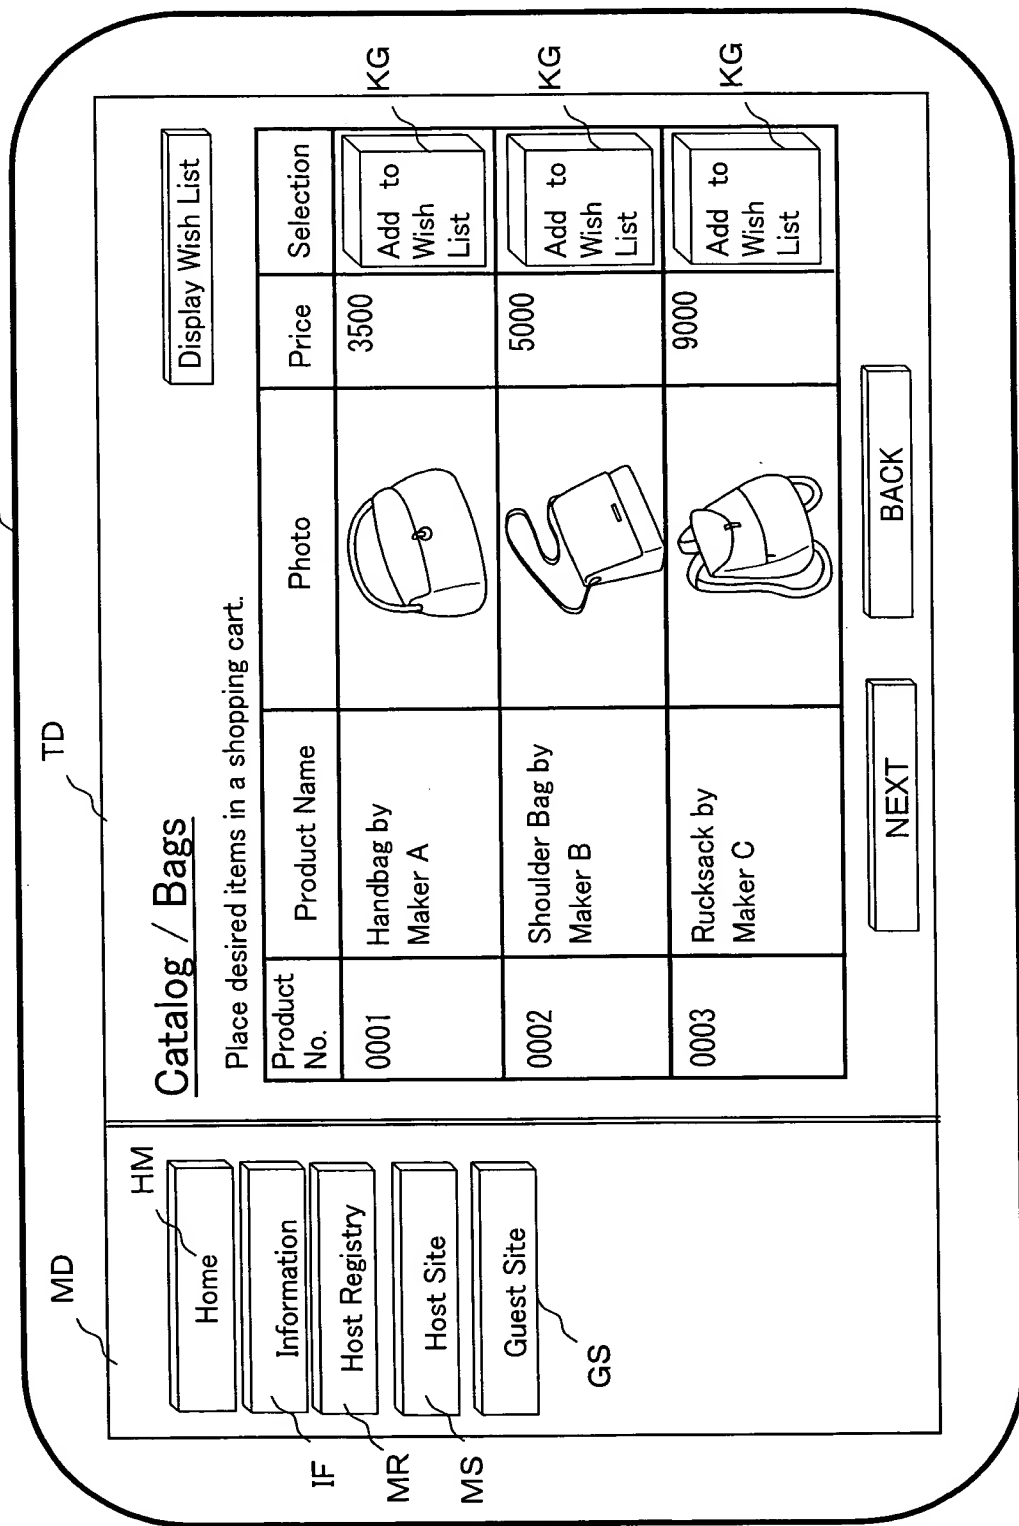 MD
TD
HM
Home
Information
Host Registry
Host Site
Guest Site
IF
MR
MS
GS
Catalog / Bags
Display Wish List
Place desired items in a shopping cart.
Product
No.
Product Name
Photo
Price
Selection
0001
Handbag by
Maker A
3500
Add to
Wish
List
KG
0002
Shoulder Bag by
Maker B
5000
Add to
Wish
List
KG
0003
Rucksack by
Maker C
9000
Add to
Wish
List
KG
NEXT
BACK